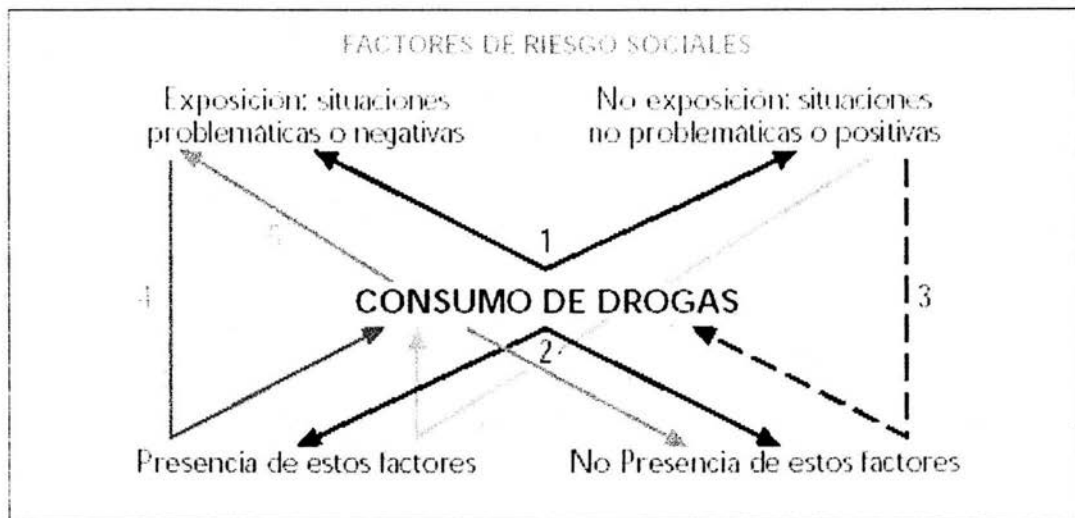 FACTORES DE RIESGO SOCIALES
Exposición: situaciones
problemáticas o negativas
No exposición: situaciones
no problemáticas o positivas
1
4
3
CONSUMO DE DROGAS
2
Presencia de estos factores
No Presencia de estos factores